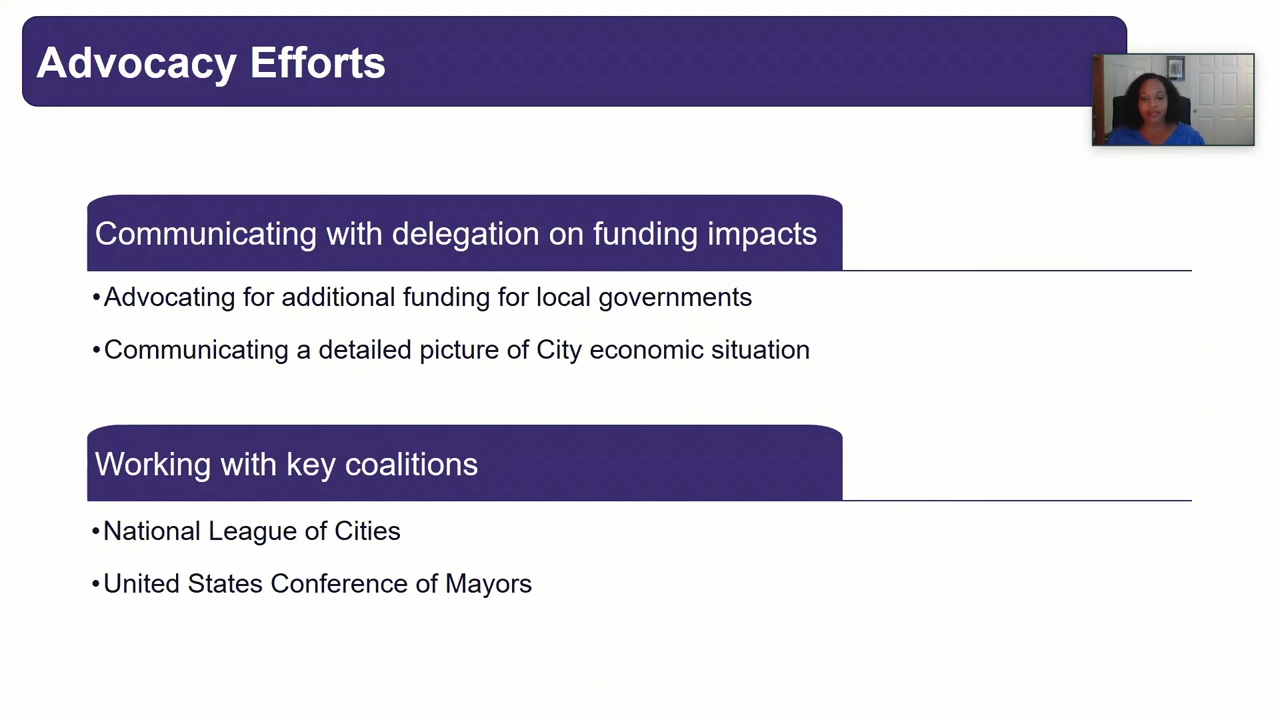 Advocacy Efforts
Communicating with delegation on funding impacts
•Advocating for additional funding for local governments
•Communicating a detailed picture of City economic situation
Working with key coalitions
•National League of Cities
•United States Conference of Mayors